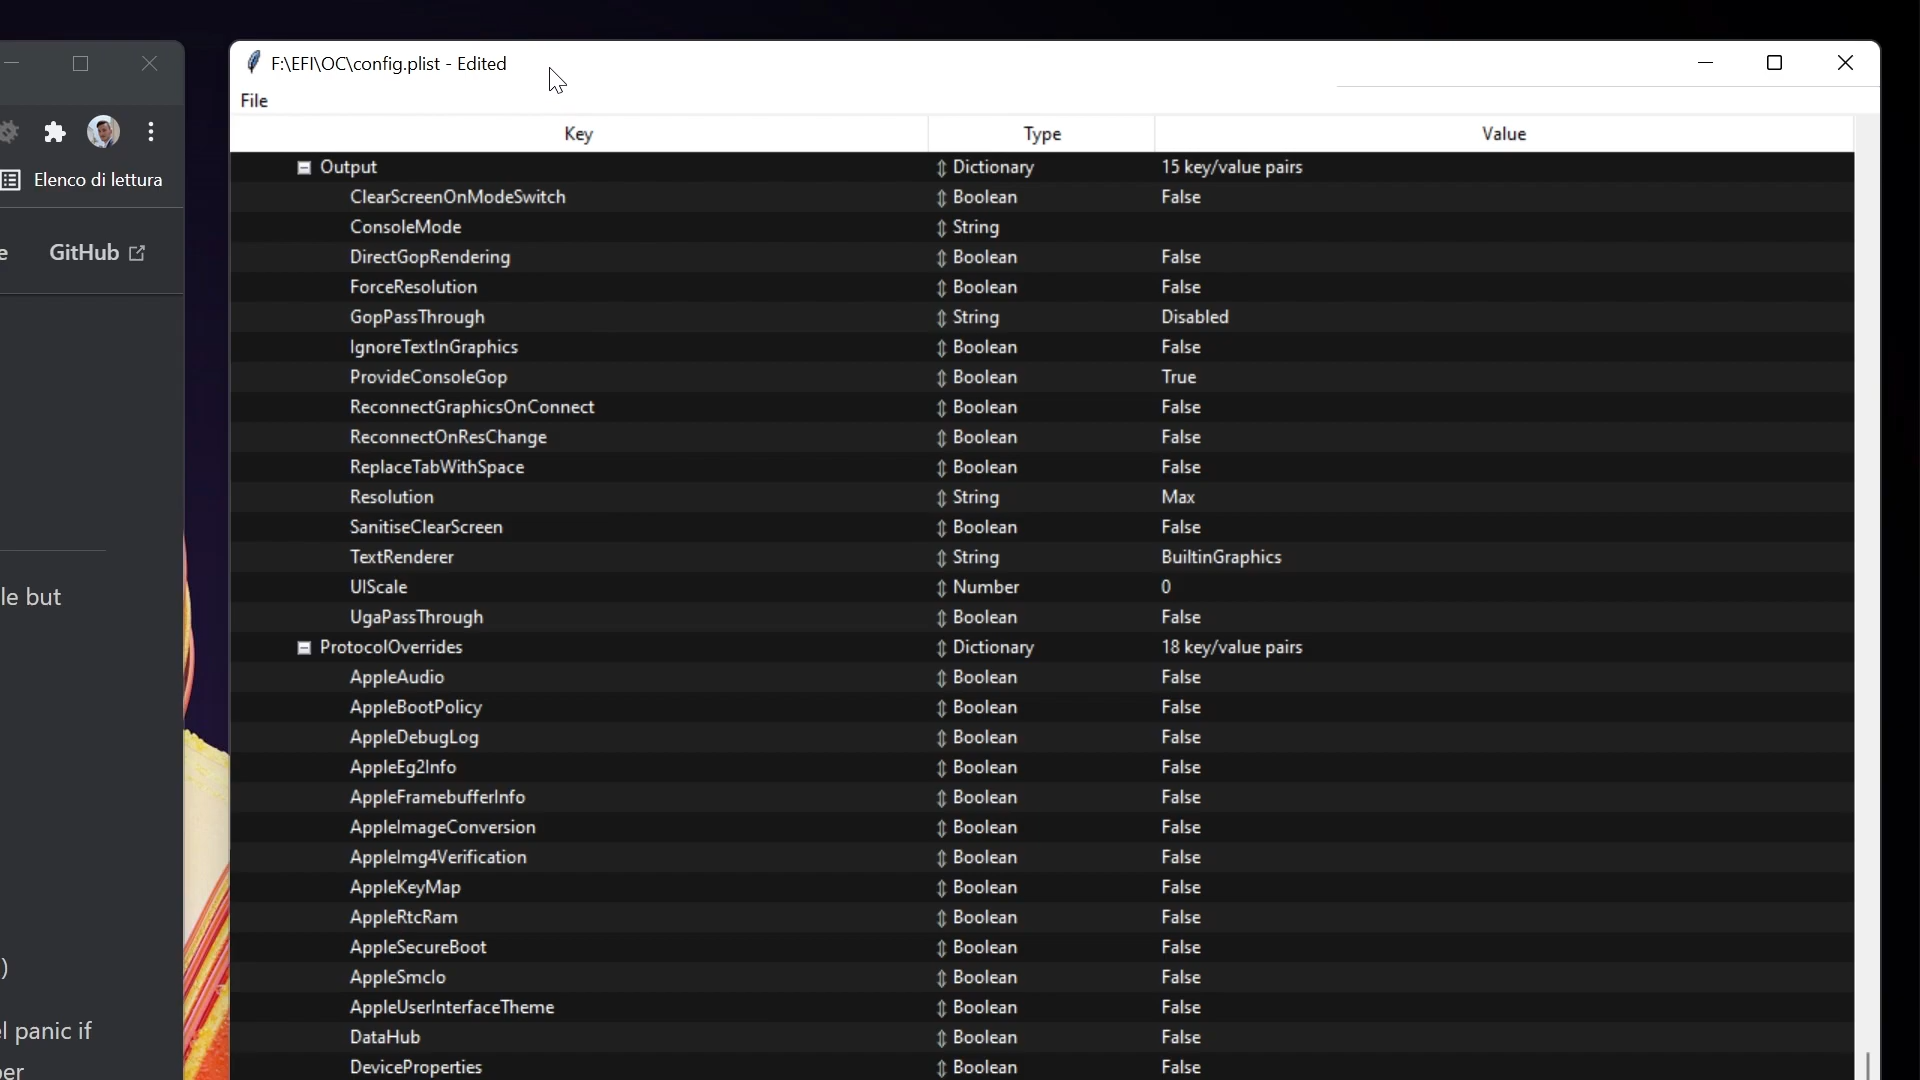 F:\EFI\OC\config.plist - Edited
File
Key Type Value
Output Dictionary 15 key/value pairs
ClearScreenOnModeSwitch Boolean False
ConsoleMode String
DirectGopRendering Boolean False
ForceResolution Boolean False
GopPassThrough String Disabled
IgnoreTextInGraphics Boolean False
ProvideConsoleGop Boolean True
ReconnectGraphicsOnConnect Boolean False
ReconnectOnResChange Boolean False
ReplaceTabWithSpace Boolean False
Resolution String Max
SanitiseClearScreen Boolean False
TextRenderer String BuiltinGraphics
UIScale Number 0
UgaPassThrough Boolean False
ProtocolOverrides Dictionary 18 key/value pairs
AppleAudio Boolean False
AppleBootPolicy Boolean False
AppleDebugLog Boolean False
AppleEg2Info Boolean False
AppleFramebufferInfo Boolean False
AppleImageConversion Boolean False
AppleImg4Verification Boolean False
AppleKeyMap Boolean False
AppleRtcRam Boolean False
AppleSecureBoot Boolean False
AppleSmcIo Boolean False
AppleUserInterfaceTheme Boolean False
DataHub Boolean False
DeviceProperties Boolean False
Elenco di lettura
e GitHub
le but
)
el panic if
per